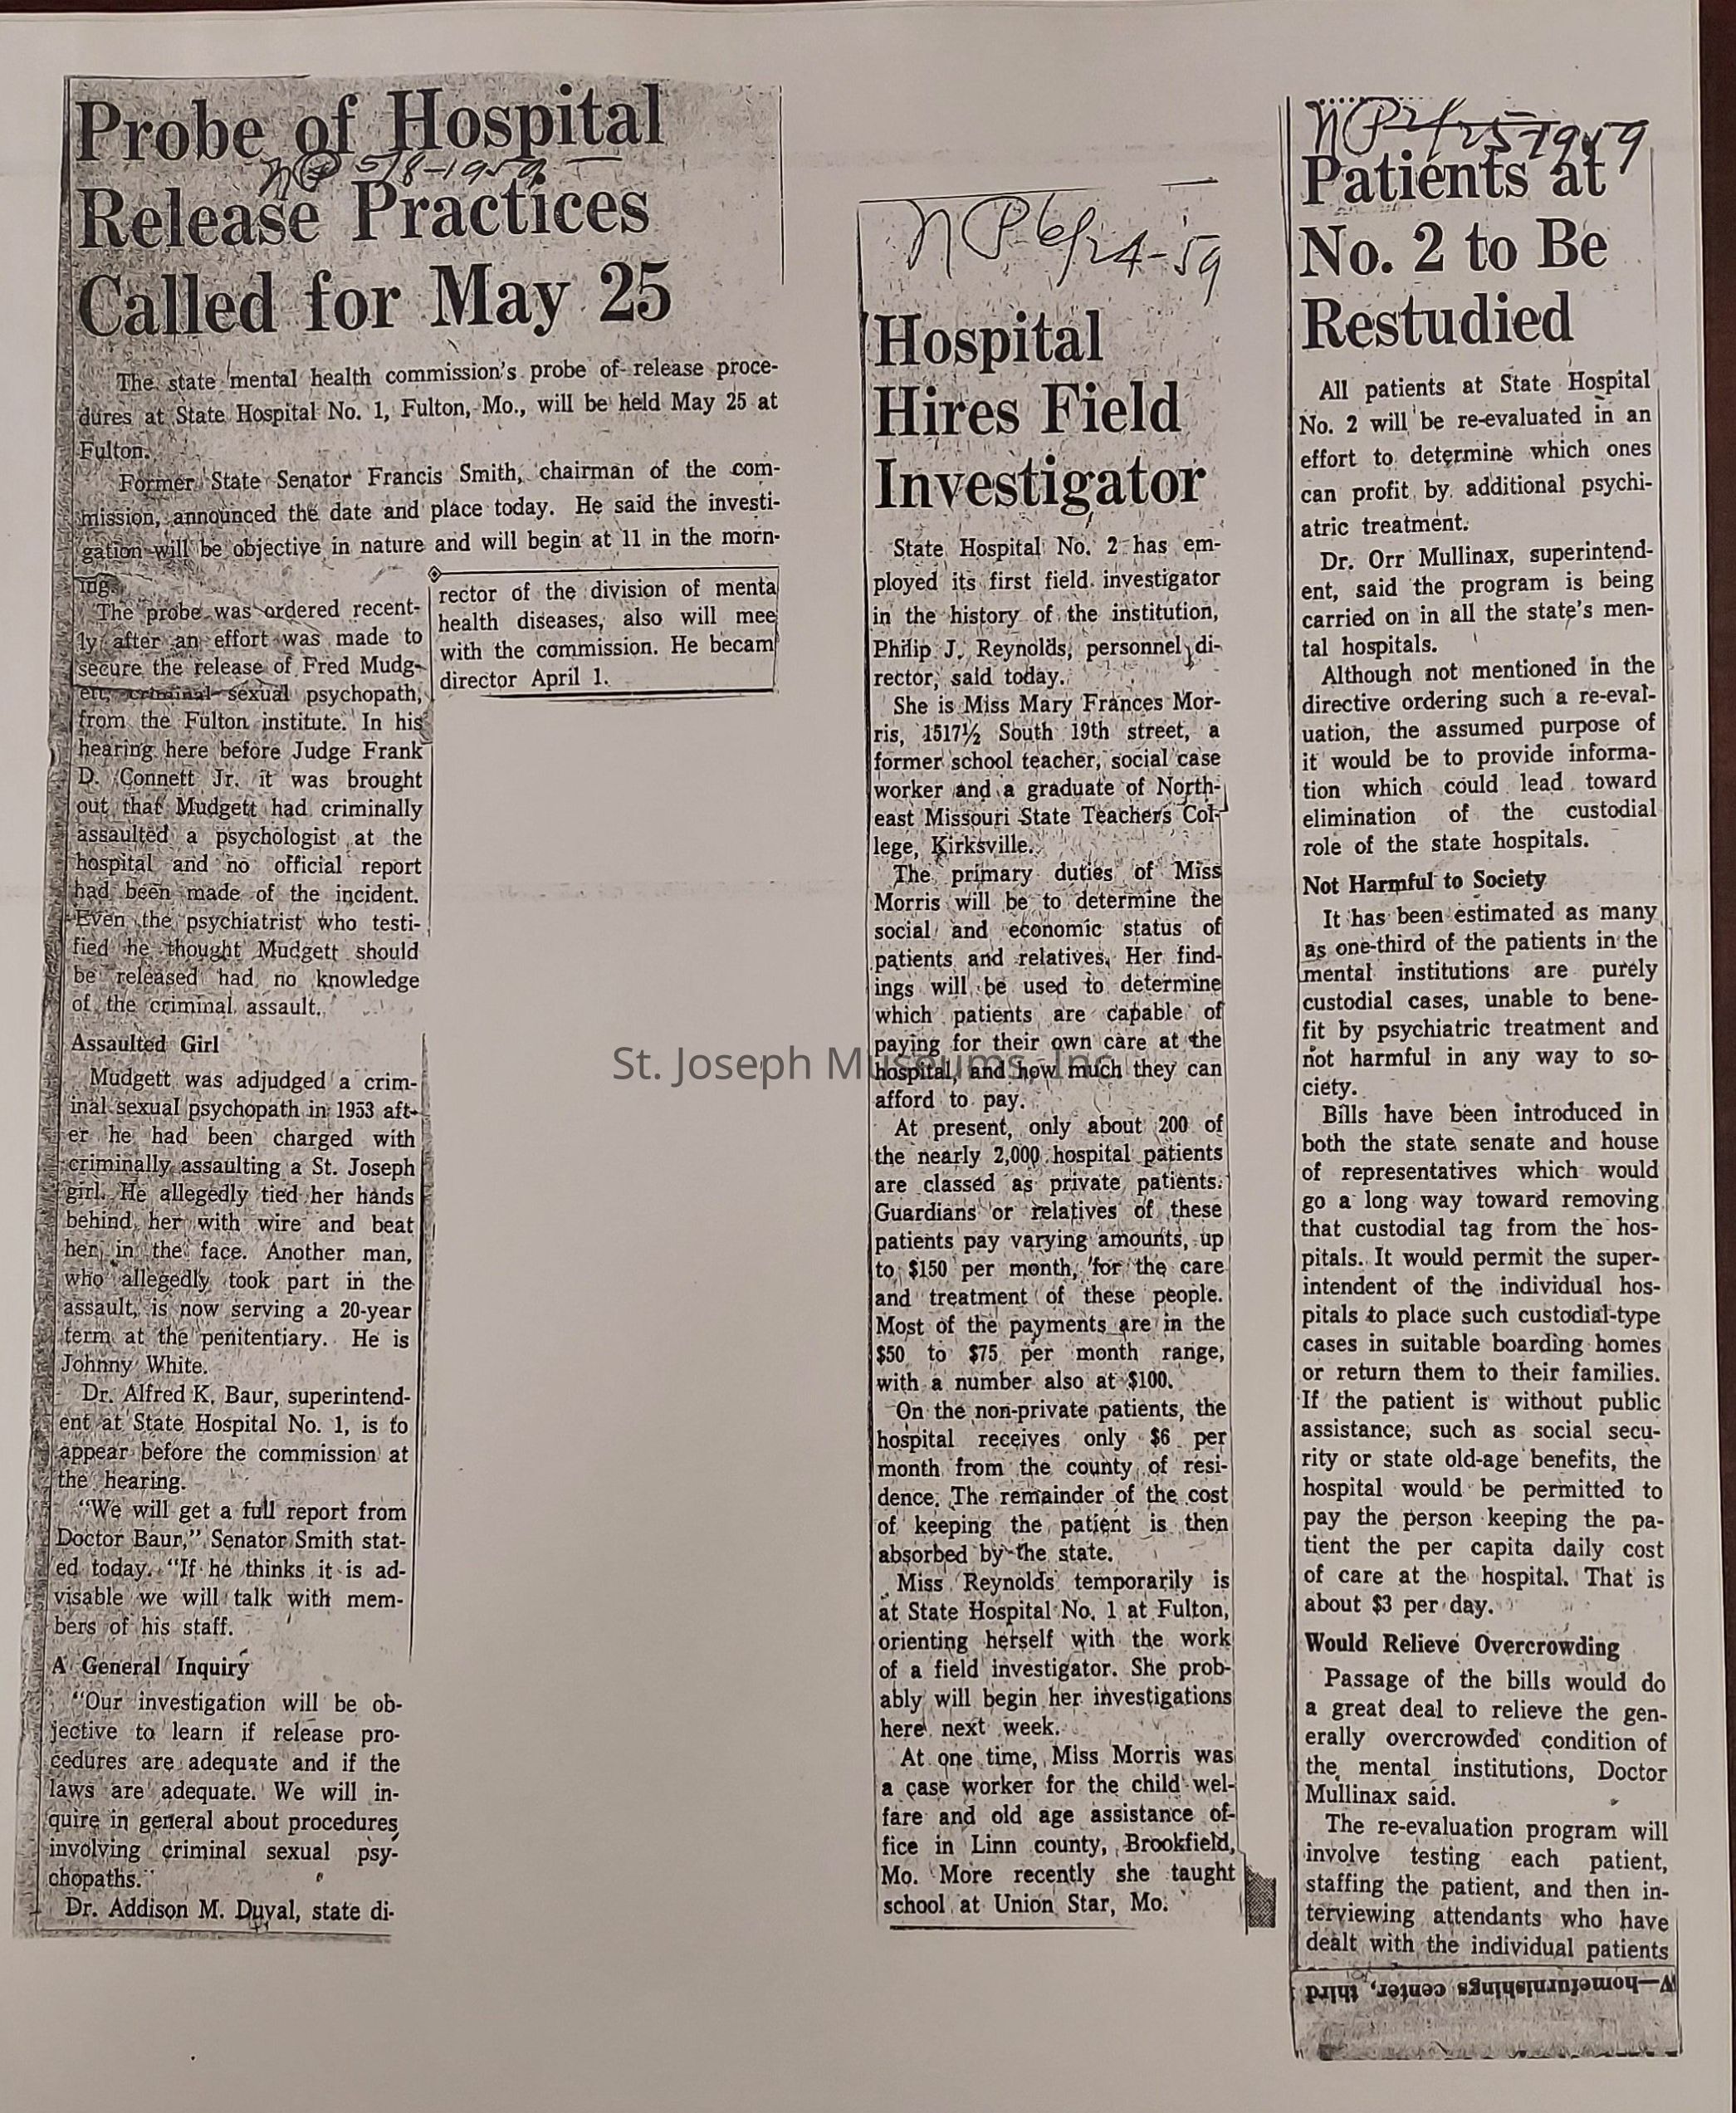 Probe of Hospital
NP 5/8-1959
Release Practices
Called for May 25
The state mental health commission's probe of release proce-
dures at State Hospital No. 1, Fulton, Mo., will be held May 25 at
Fulton.
Former State Senator Francis Smith, chairman of the com-
mission, announced the date and place today. He said the investi-
gation will be objective in nature and will begin at 11 in the morn-
ing.
The probe was ordered recent-
ly after an effort was made to
secure the release of Fred Mudg-
ett, criminal sexual psychopath,
from the Fulton institute. In his
hearing here before Judge Frank
D. Connett Jr. it was brought
out that Mudgett had criminally
assaulted a psychologist at the
hospital and no official report
had been made of the incident.
Even the psychiatrist who testi-
fied he thought Mudgett should
be released had no knowledge
of the criminal assault.
Assaulted Girl
Mudgett was adjudged a crim-
inal sexual psychopath in 1953 aft-
er he had been charged with
criminally assaulting a St. Joseph
girl. He allegedly tied her hands
behind her with wire and beat
her in the face. Another man,
who allegedly took part in the
assault, is now serving a 20-year
term at the penitentiary. He is
Johnny White.
Dr. Alfred K. Baur, superintend-
ent at State Hospital No. 1, is to
appear before the commission at
the hearing.
"We will get a full report from
Doctor Baur," Senator Smith stat-
ed today. "If he thinks it is ad-
visable we will talk with mem-
bers of his staff.
A General Inquiry
"Our investigation will be ob-
jective to learn if release pro-
cedures are adequate and if the
laws are adequate. We will in-
quire in general about procedures
involving criminal sexual psy-
chopaths."
Dr. Addison M. Duval, state di-
rector of the division of menta
health diseases, also will mee
with the commission. He becam
director April 1.
NP 6/24-59
Hospital
Hires Field
Investigator
State Hospital No. 2 has em-
ployed its first field investigator
in the history of the institution,
Philip J. Reynolds, personnel di-
rector, said today.
She is Miss Mary Frances Mor-
ris, 1517½ South 19th street, a
former school teacher, social case
worker and a graduate of North-
east Missouri State Teachers Col-
lege, Kirksville.
The primary duties of Miss
Morris will be to determine the
social and economic status of
patients and relatives. Her find-
ings will be used to determine
which patients are capable of
paying for their own care at the
hospital, and how much they can
afford to pay.
At present, only about 200 of
the nearly 2,000 hospital patients
are classed as private patients.
Guardians or relatives of these
patients pay varying amounts, up
to $150 per month, for the care
and treatment of these people.
Most of the payments are in the
$50 to $75 per month range,
with a number also at $100.
On the non-private patients, the
hospital receives only $6 per
month from the county of resi-
dence. The remainder of the cost
of keeping the patient is then
absorbed by the state.
Miss Reynolds temporarily is
at State Hospital No. 1 at Fulton,
orienting herself with the work
of a field investigator. She prob-
ably will begin her investigations
here next week.
At one time, Miss Morris was
a case worker for the child wel-
fare and old age assistance of-
fice in Linn county, Brookfield,
Mo. More recently she taught
school at Union Star, Mo.
NP 4/25-1959
Patients at
No. 2 to Be
Restudied
All patients at State Hospital
No. 2 will be re-evaluated in an
effort to determine which ones
can profit by additional psychi-
atric treatment.
Dr. Orr Mullinax, superintend-
ent, said the program is being
carried on in all the state's men-
tal hospitals.
Although not mentioned in the
directive ordering such a re-eval-
uation, the assumed purpose of
it would be to provide informa-
tion which could lead toward
elimination of the custodial
role of the state hospitals.
Not Harmful to Society
It has been estimated as many
as one-third of the patients in the
mental institutions are purely
custodial cases, unable to bene-
fit by psychiatric treatment and
not harmful in any way to so-
ciety.
Bills have been introduced in
both the state senate and house
of representatives which would
go a long way toward removing
that custodial tag from the hos-
pitals. It would permit the super-
intendent of the individual hos-
pitals to place such custodial-type
cases in suitable boarding homes
or return them to their families.
If the patient is without public
assistance, such as social secu-
rity or state old-age benefits, the
hospital would be permitted to
pay the person keeping the pa-
tient the per capita daily cost
of care at the hospital. That is
about $3 per day.
Would Relieve Overcrowding
Passage of the bills would do
a great deal to relieve the gen-
erally overcrowded condition of
the mental institutions, Doctor
Mullinax said.
The re-evaluation program will
involve testing each patient,
staffing the patient, and then in-
terviewing attendants who have
dealt with the individual patients
W—homefurnishings center, third
St. Joseph Museums, Inc